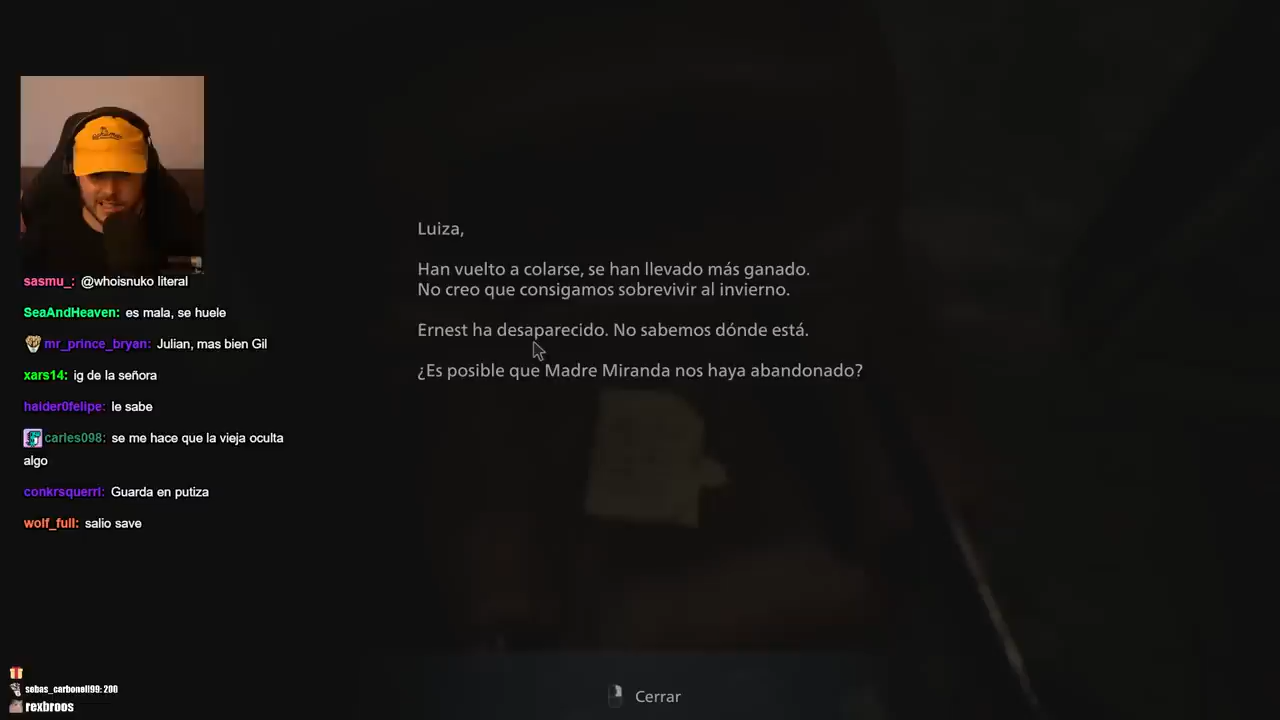 Luiza,
Han vuelto a colarse, se han llevado más ganado.
No creo que consigamos sobrevivir al invierno.
Ernest ha desaparecido. No sabemos dónde está.
¿Es posible que Madre Miranda nos haya abandonado?
sasmu_: @whoisnuko literal
SeaAndHeaven: es mala, se huele
mr_prince_bryan: Julian, mas bien Gil
xars14: ig de la señora
haider0felipe: le sabe
carles098: se me hace que la vieja oculta
algo
conkrsquerrl: Guarda en putiza
wolf_full: salio save
sebas_carbonell99: 200
rexbroos
Cerrar